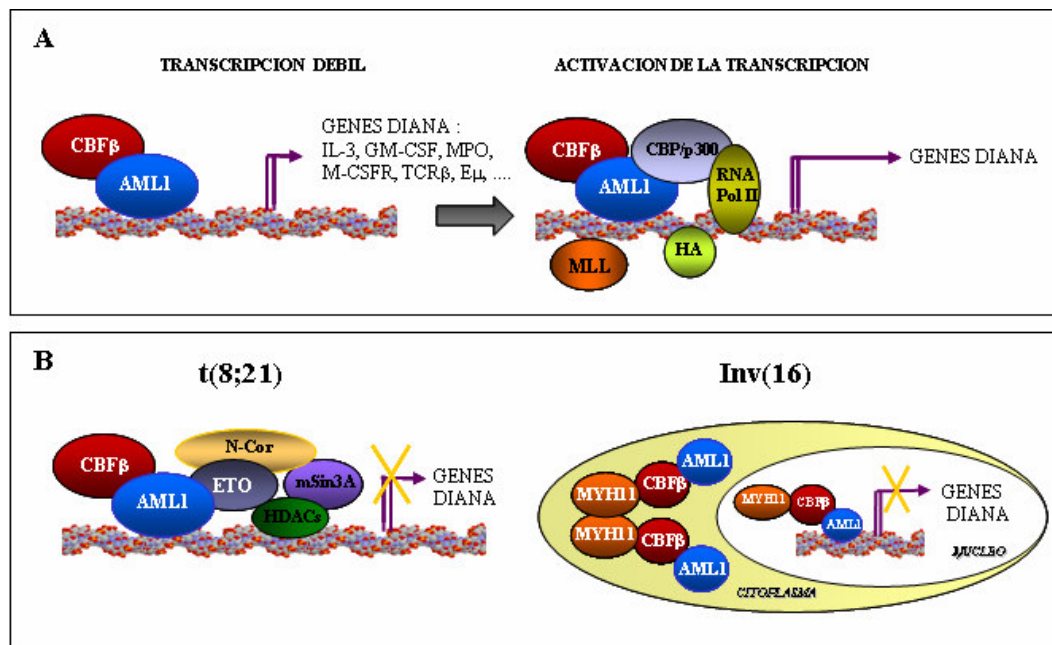 A
TRANSCRIPCION DEBIL
CBFβ
AML1
GENES DIANA :
IL-3, GM-CSF, MPO,
M-CSFR, TCRβ, Eμ, ....
ACTIVACION DE LA TRANSCRIPCION
CBFβ
CBP/p300
AML1
RNA
Pol II
MLL
HA
GENES DIANA
B
t(8;21)
CBFβ
N-Cor
AML1
ETO
mSin3A
HDACs
GENES
DIANA
Inv(16)
AML1
MYH11
CBFβ
MYH11
CBFβ
AML1
CITOPLASMA
MYH11
CBFβ
AML1
GENES
DIANA
NUCLEO